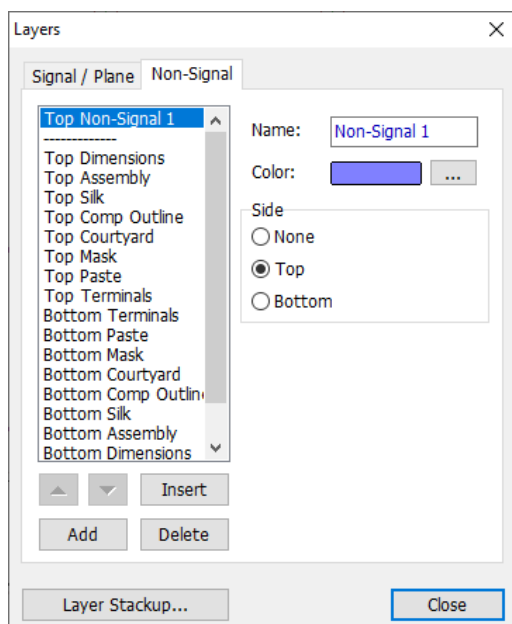 Layers
Signal / Plane
Non-Signal
Top Non-Signal 1
-------------
Top Dimensions
Top Assembly
Top Silk
Top Comp Outline
Top Courtyard
Top Mask
Top Paste
Top Terminals
Bottom Terminals
Bottom Paste
Bottom Mask
Bottom Courtyard
Bottom Comp Outlin
Bottom Silk
Bottom Assembly
Bottom Dimensions
Name:
Non-Signal 1
Color:
...
Side
None
Top
Bottom
Insert
Add
Delete
Layer Stackup...
Close